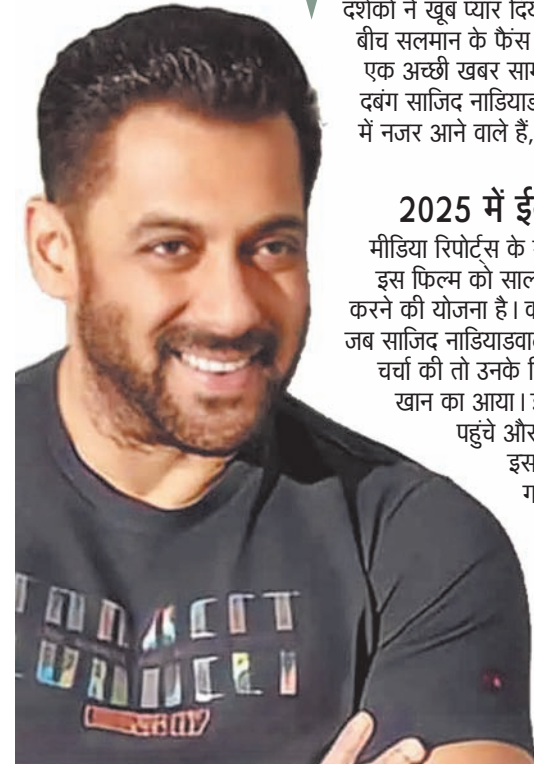 दर्शकों ने खूब प्यार दिय
बीच सलमान के फैंस
एक अच्छी खबर साम
दबंग साजिद नाडियाड
में नजर आने वाले हैं,
2025 में ई
मीडिया रिपोर्ट्स के
इस फिल्म को साल
करने की योजना है। व
जब साजिद नाडियाडवाल
चर्चा की तो उनके
खान का आया।
पहुंचे और
इस
ग